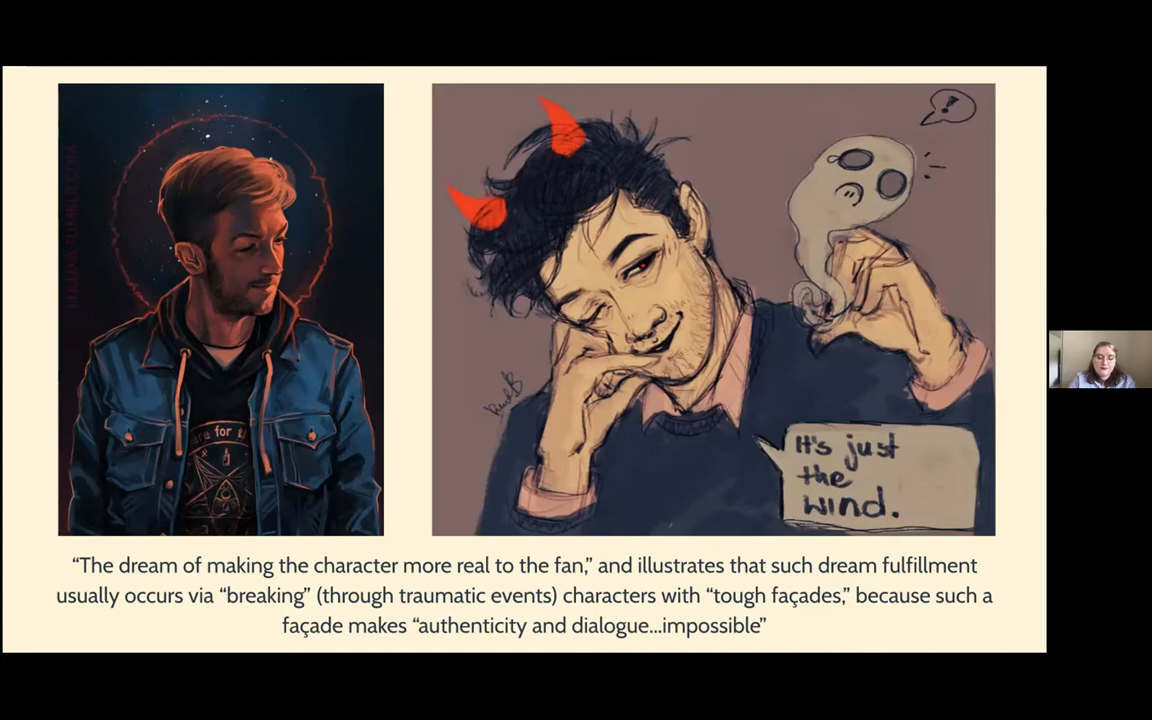 !
It's just
the
wind.
are for t
"The dream of making the character more real to the fan," and illustrates that such dream fulfillment
usually occurs via "breaking" (through traumatic events) characters with "tough façades," because such a
façade makes "authenticity and dialogue...impossible"